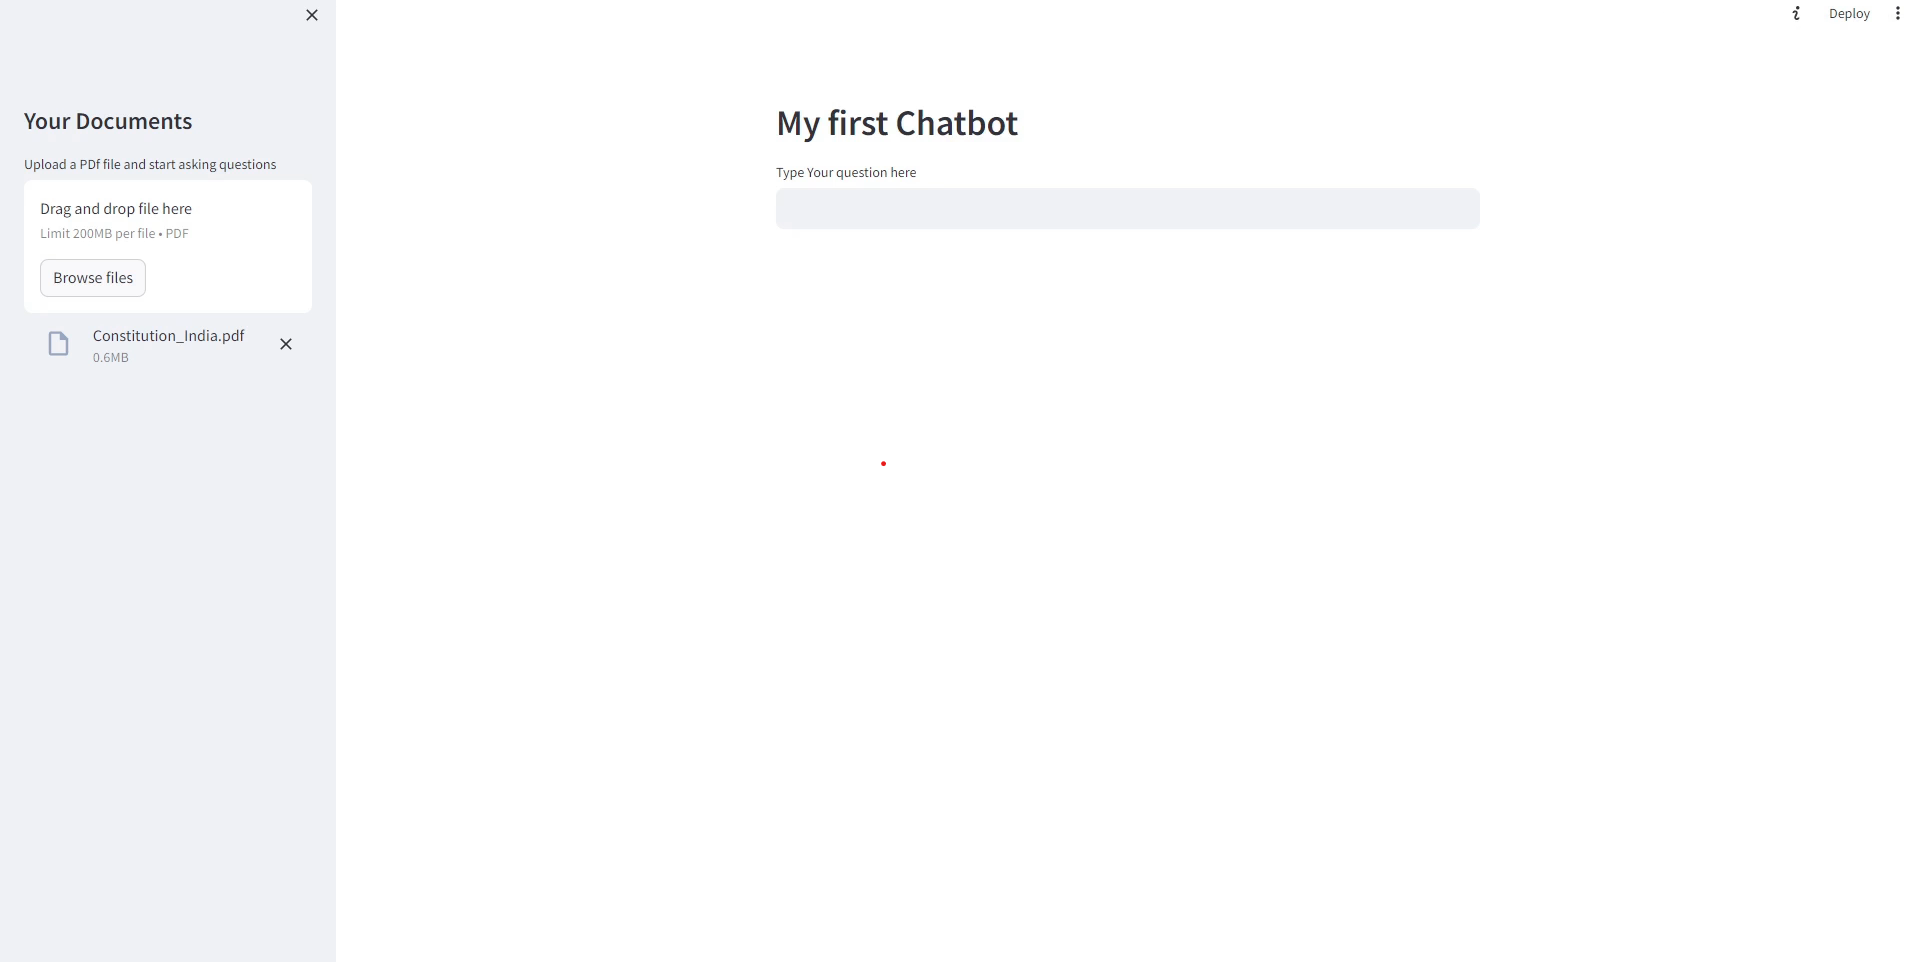 Deploy
Your Documents
Upload a PDf file and start asking questions
Drag and drop file here
Limit 200MB per file • PDF
Browse files
Constitution_India.pdf
0.6MB
My first Chatbot
Type Your question here